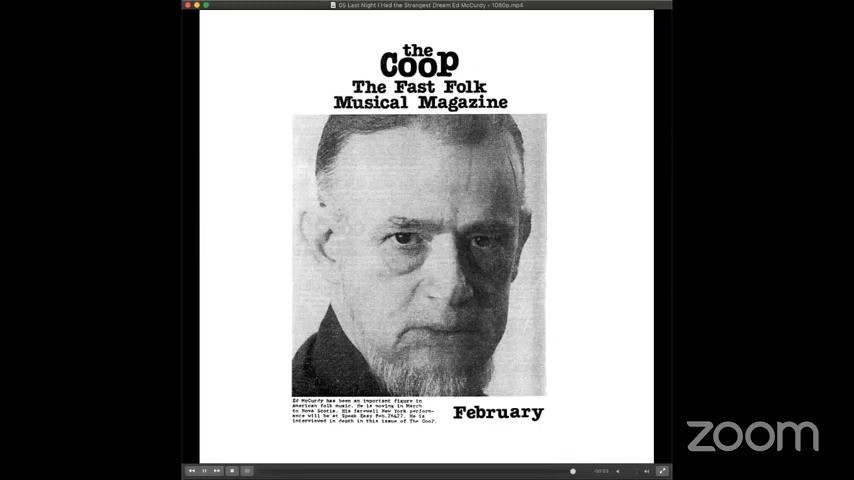 05 Last Night I Had the Strangest Dream Ed McCurdy - 1080p.mp4
the
coop
The Fast Folk
Musical Magazine
Ed McCurdy has been an important figure in
American folk music. He is moving in March
to Nova Scotia. His farewell New York perform-
ance will be at Speak Easy Feb.26&27. He is
interviewed in depth in this issue of The CooP.
February
zoom